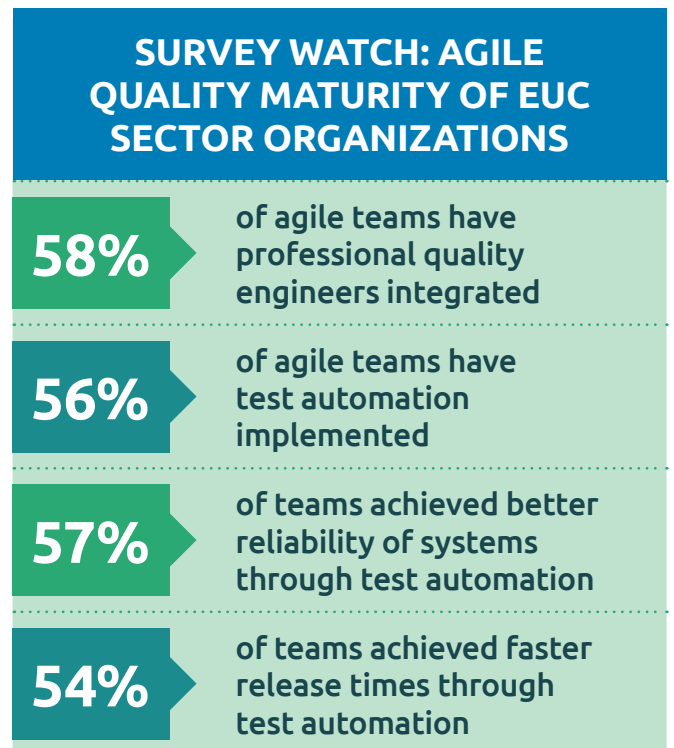 SURVEY WATCH: AGILE
QUALITY MATURITY OF EUC
SECTOR ORGANIZATIONS
58%
of agile teams have
professional quality
engineers integrated
56%
of agile teams have
test automation
implemented
57%
of teams achieved better
reliability of systems
through test automation
54%
of teams achieved faster
release times through
test automation